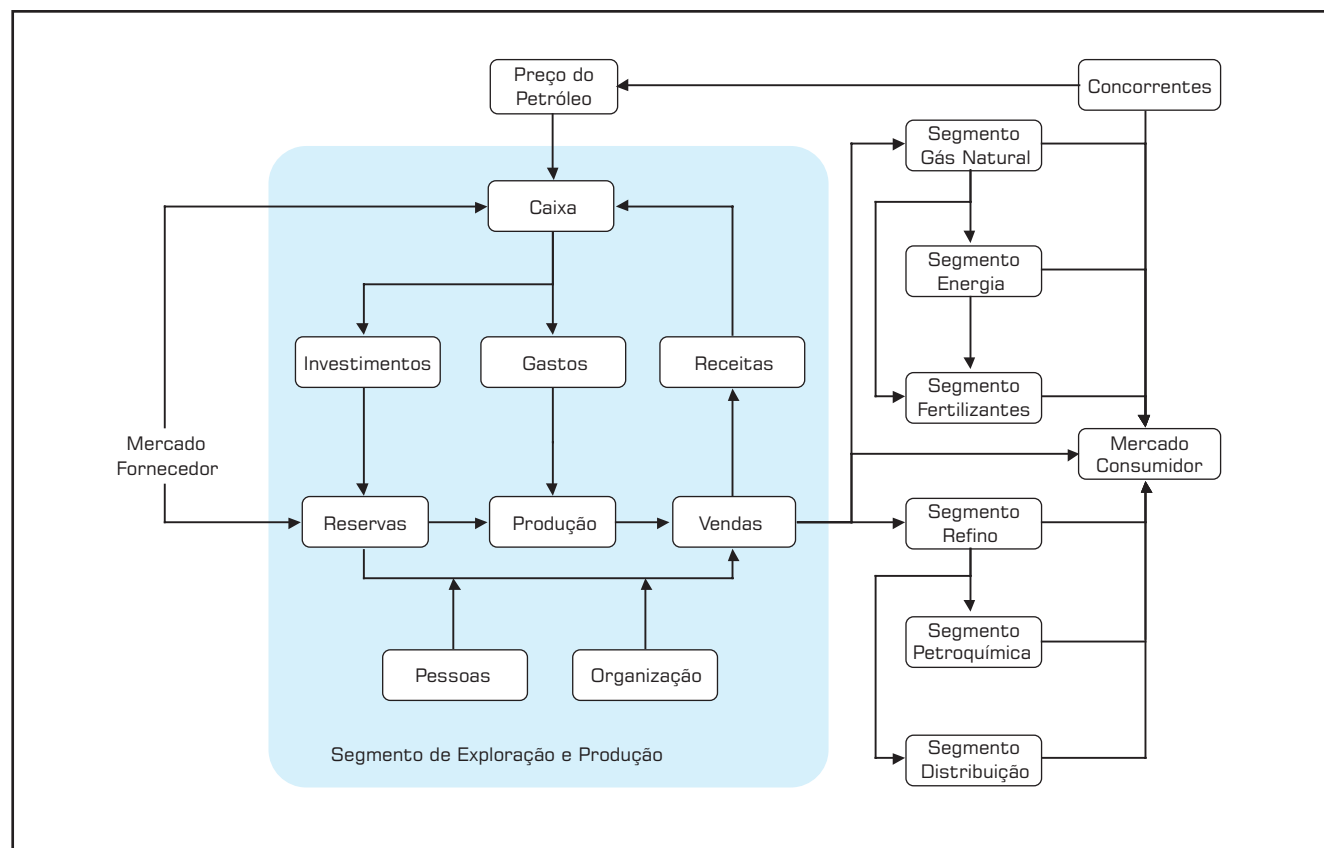 Preço do
Petróleo
Concorrentes
Segmento
Gás Natural
Caixa
Segmento
Energia
Investimentos
Gastos
Receitas
Segmento
Fertilizantes
Mercado
Fornecedor
Mercado
Consumidor
Reservas
Produção
Vendas
Segmento
Refino
Segmento
Petroquímica
Pessoas
Organização
Segmento de Exploração e Produção
Segmento
Distribuição